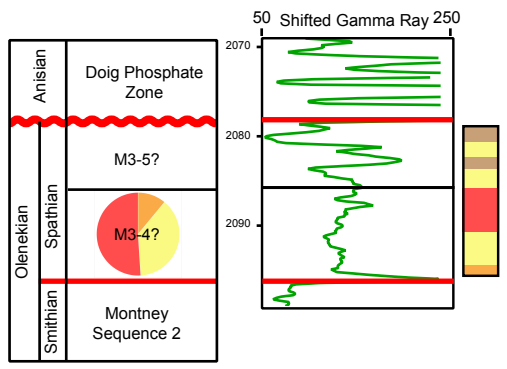 50 Shifted Gamma Ray 250
2070
2080
2090
Anisian
Doig Phosphate
Zone
Olenekian
Spathian
M3-5?
M3-4?
Smithian
Montney
Sequence 2